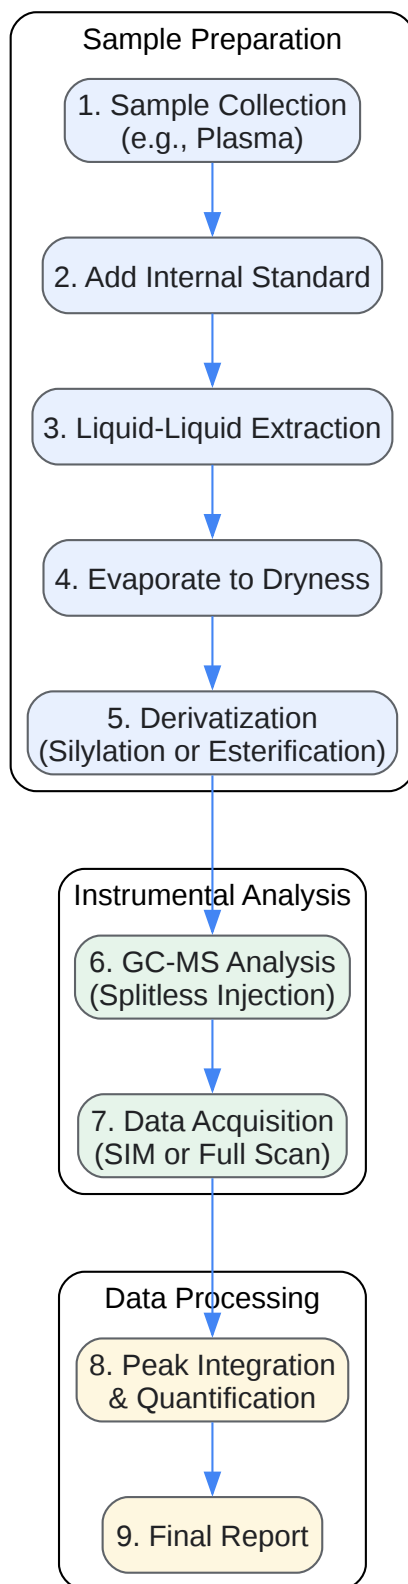 Sample Preparation
1. Sample Collection
(e.g., Plasma)
2. Add Internal Standard
3. Liquid-Liquid Extraction
4. Evaporate to Dryness
5. Derivatization
(Silylation or Esterification)
Instrumental Analysis
6. GC-MS Analysis
(Splitless Injection)
7. Data Acquisition
(SIM or Full Scan)
Data Processing
8. Peak Integration
& Quantification
9. Final Report